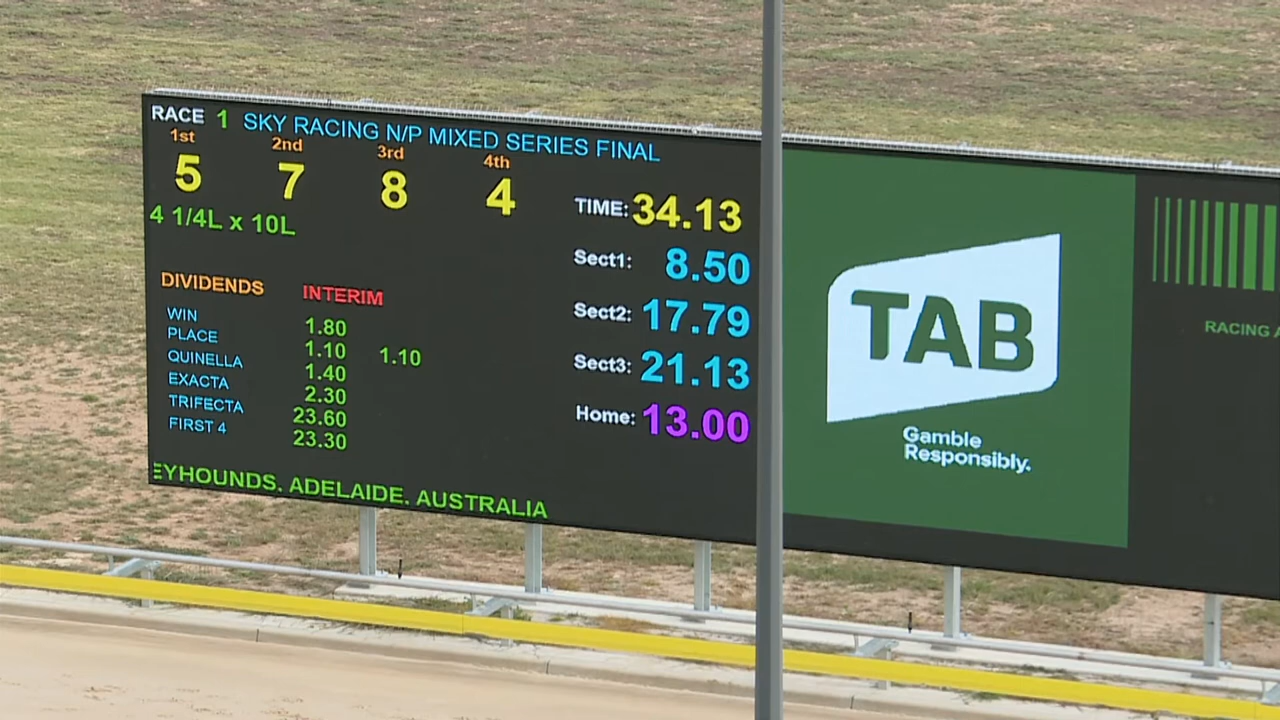 RACE 1 SKY RACING N/P MIXED SERIES FINAL
1st 2nd 3rd 4th
5 7 8 4
4 1/4L x 10L
TIME: 34.13
Sect1: 8.50
Sect2: 17.79
Sect3: 21.13
Home: 13.00
DIVIDENDS INTERIM
WIN 1.80
PLACE 1.10 1.10
QUINELLA 1.40
EXACTA 2.30
TRIFECTA 23.60
FIRST 4 23.30
EYHOUNDS. ADELAIDE. AUSTRALIA
TAB
Gamble
Responsibly.
RACING